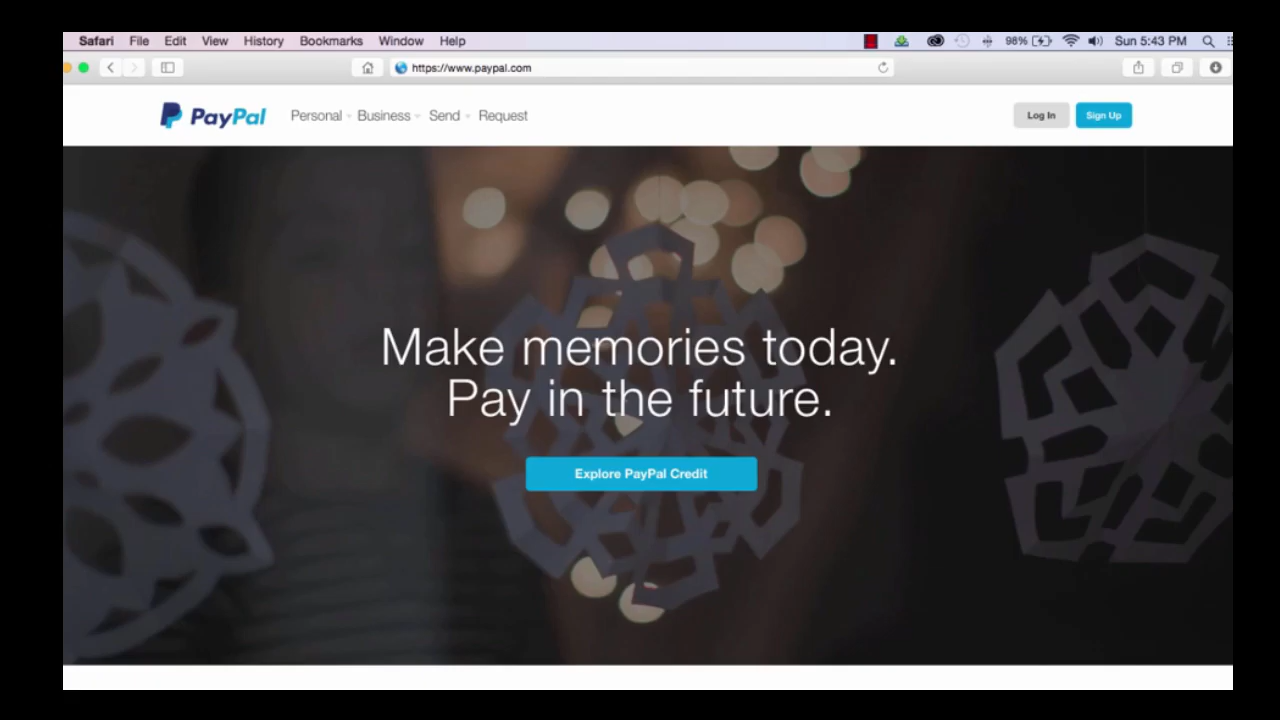 Safari File Edit View History Bookmarks Window Help 98% Sun 5:43 PM
https://www.paypal.com
PayPal Personal Business Send Request Log In Sign Up
Make memories today.
Pay in the future.
Explore PayPal Credit